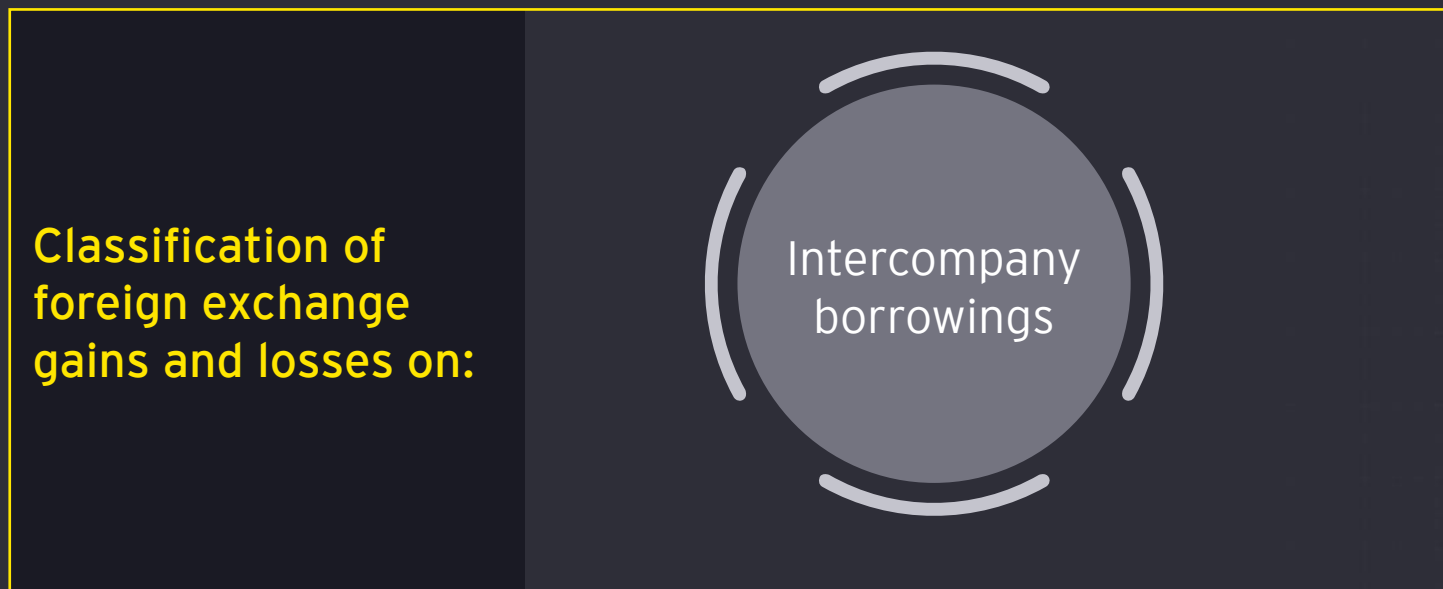 Classification of
foreign exchange
gains and losses on:
Intercompany
borrowings